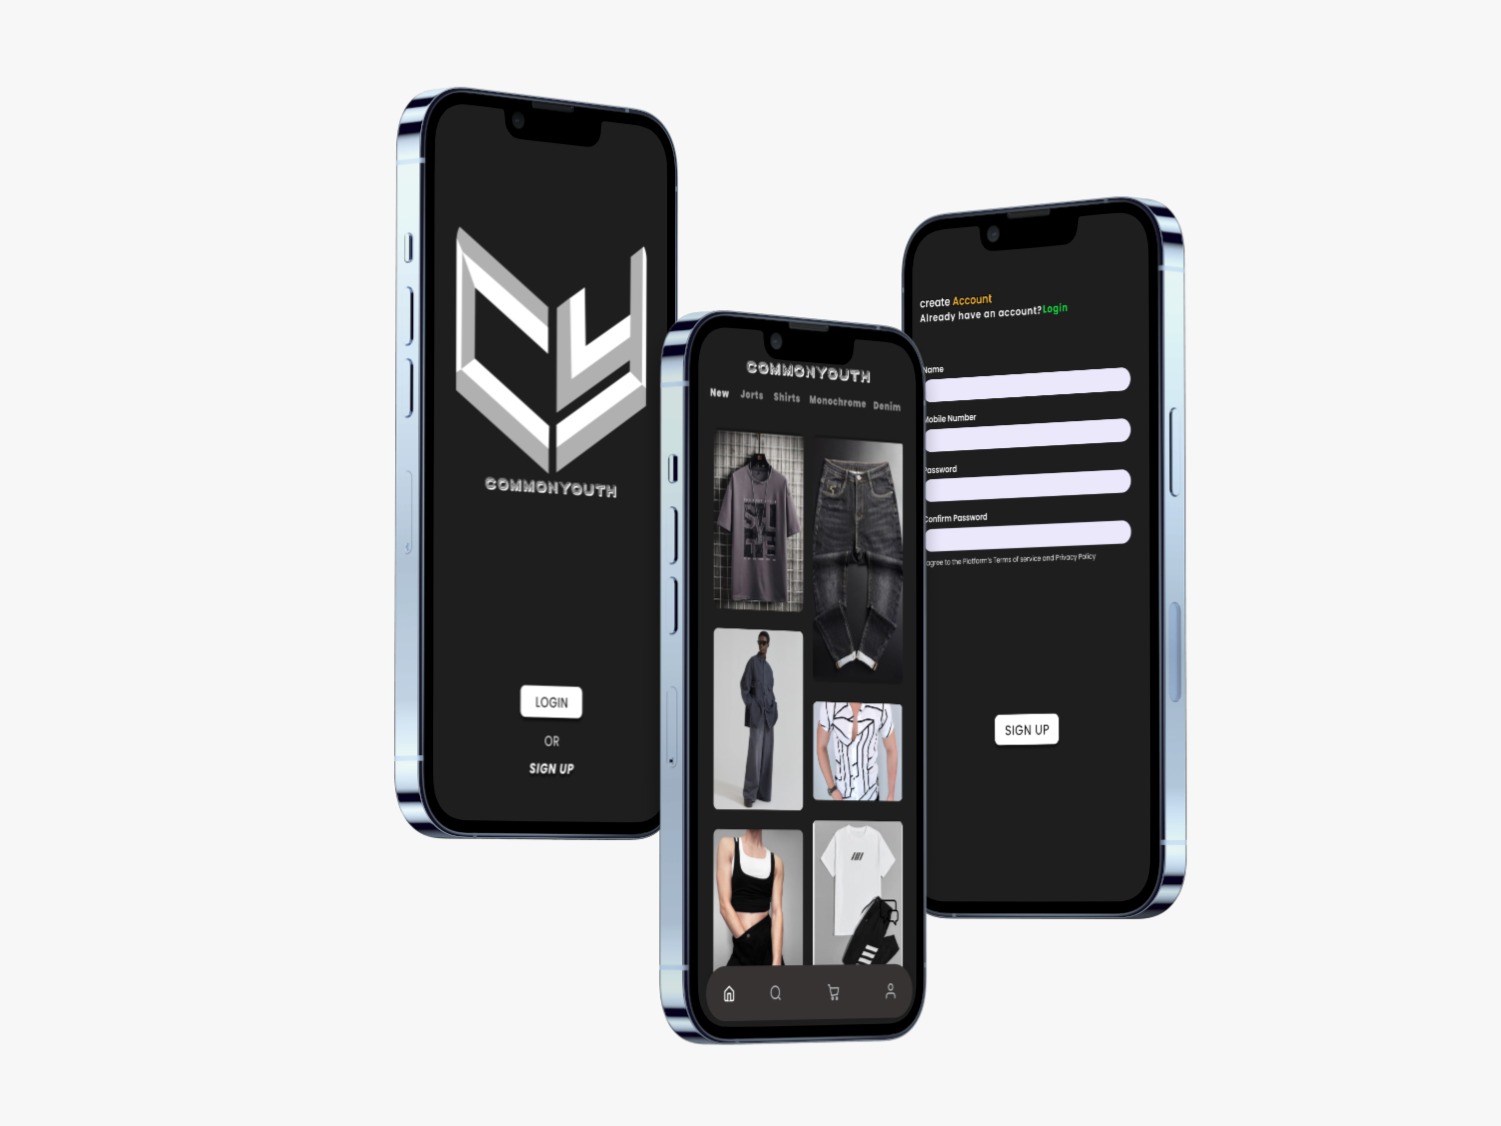 CY
COMMONYOUTH
LOGIN
OR
SIGN UP
COMMONYOUTH
New Jorts Shirts Monochrome Denim
create Account
Already have an account?Login
Name
Mobile Number
Password
Confirm Password
agree to the Platform's Terms of service and Privacy Policy
SIGN UP